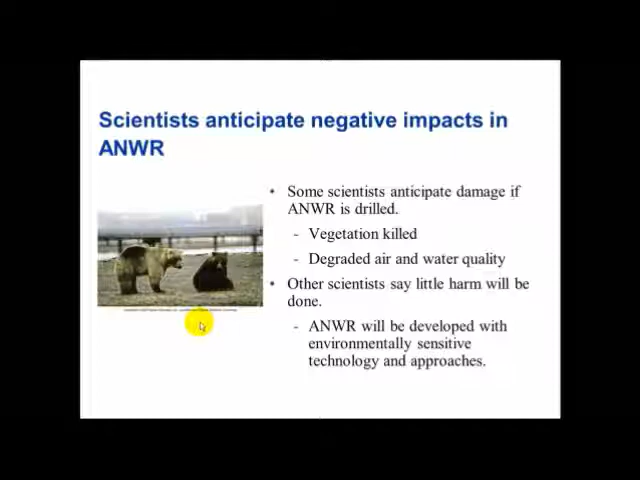 Scientists anticipate negative impacts in
ANWR
• Some scientists anticipate damage if
ANWR is drilled.
- Vegetation killed
- Degraded air and water quality
• Other scientists say little harm will be
done.
- ANWR will be developed with
environmentally sensitive
technology and approaches.